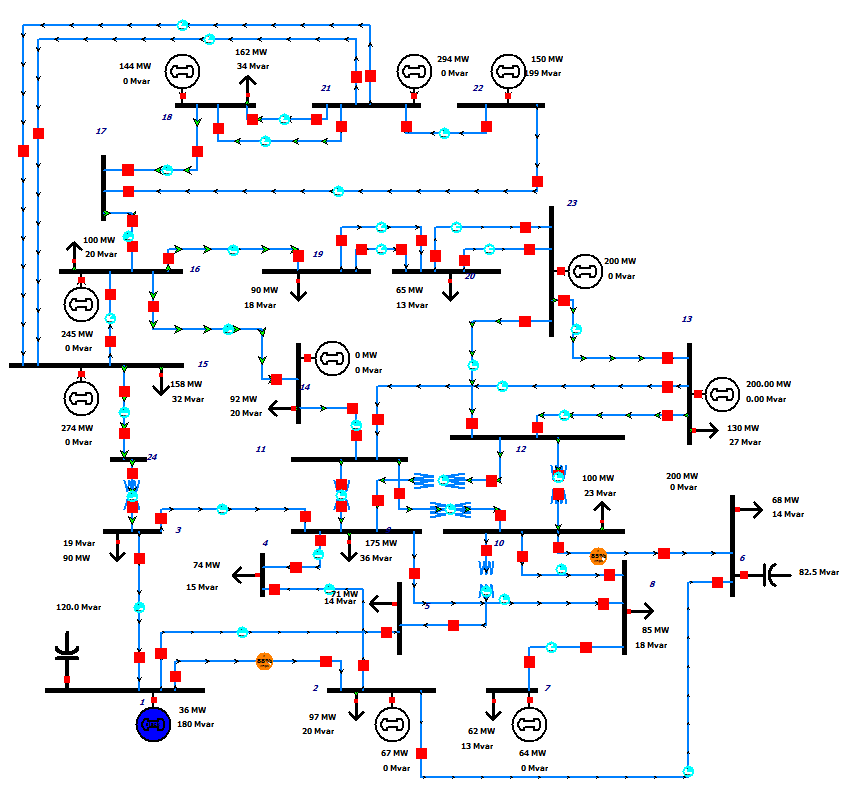 162 MW
34 Mvar
144 MW
0 Mvar
294 MW
0 Mvar
150 MW
199 Mvar
21
22
18
17
23
100 MW
20 Mvar
16
19
90 MW
18 Mvar
65 MW
13 Mvar
20
200 MW
0 Mvar
245 MW
0 Mvar
15
158 MW
32 Mvar
274 MW
0 Mvar
0 MW
0 Mvar
14
92 MW
20 Mvar
13
200.00 MW
0.00 Mvar
130 MW
27 Mvar
24
11
12
100 MW
23 Mvar
200 MW
0 Mvar
68 MW
14 Mvar
3
19 Mvar
90 MW
4
9
175 MW
36 Mvar
10
88%
6
82.5 Mvar
74 MW
15 Mvar
71 MW
14 Mvar
5
8
85 MW
18 Mvar
120.0 Mvar
88%
1
36 MW
180 Mvar
2
97 MW
20 Mvar
67 MW
0 Mvar
7
62 MW
13 Mvar
64 MW
0 Mvar